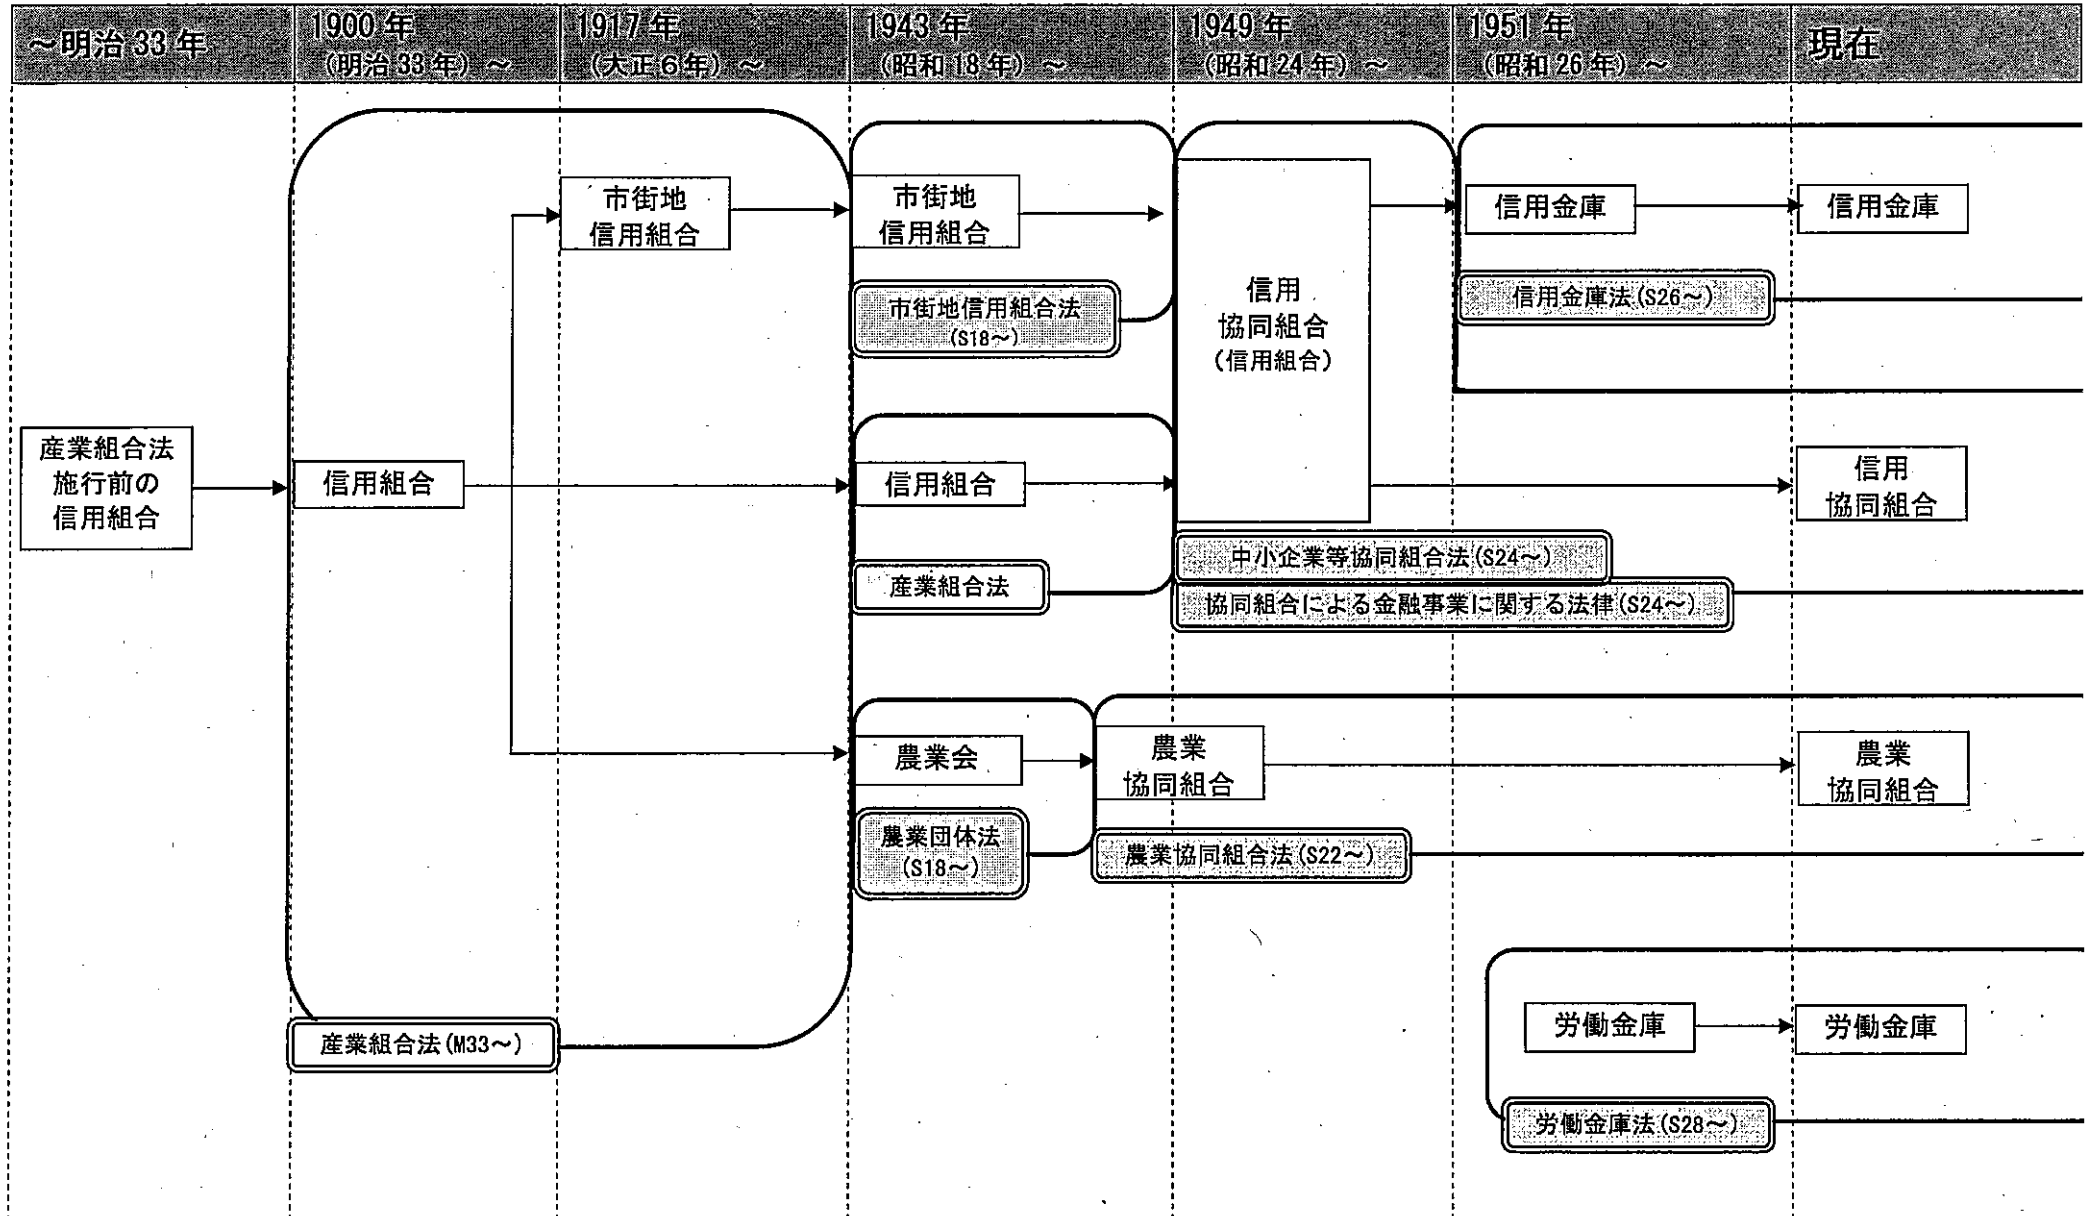 ～明治33年
1900年
(明治33年) ～
1917年
(大正6年) ～
1943年
(昭和18年) ～
1949年
(昭和24年) ～
1951年
(昭和26年) ～
現在
市街地
信用組合
市街地
信用組合
市街地信用組合法
(S18～)
信用
協同組合
(信用組合)
信用金庫
信用金庫
信用金庫法(S26～)
産業組合法
施行前の
信用組合
信用組合
信用組合
産業組合法
中小企業等協同組合法(S24～)
協同組合による金融事業に関する法律(S24～)
信用
協同組合
農業会
農業団体法
(S18～)
農業
協同組合
農業協同組合法(S22～)
農業
協同組合
産業組合法(M33～)
労働金庫
労働金庫
労働金庫法(S28～)